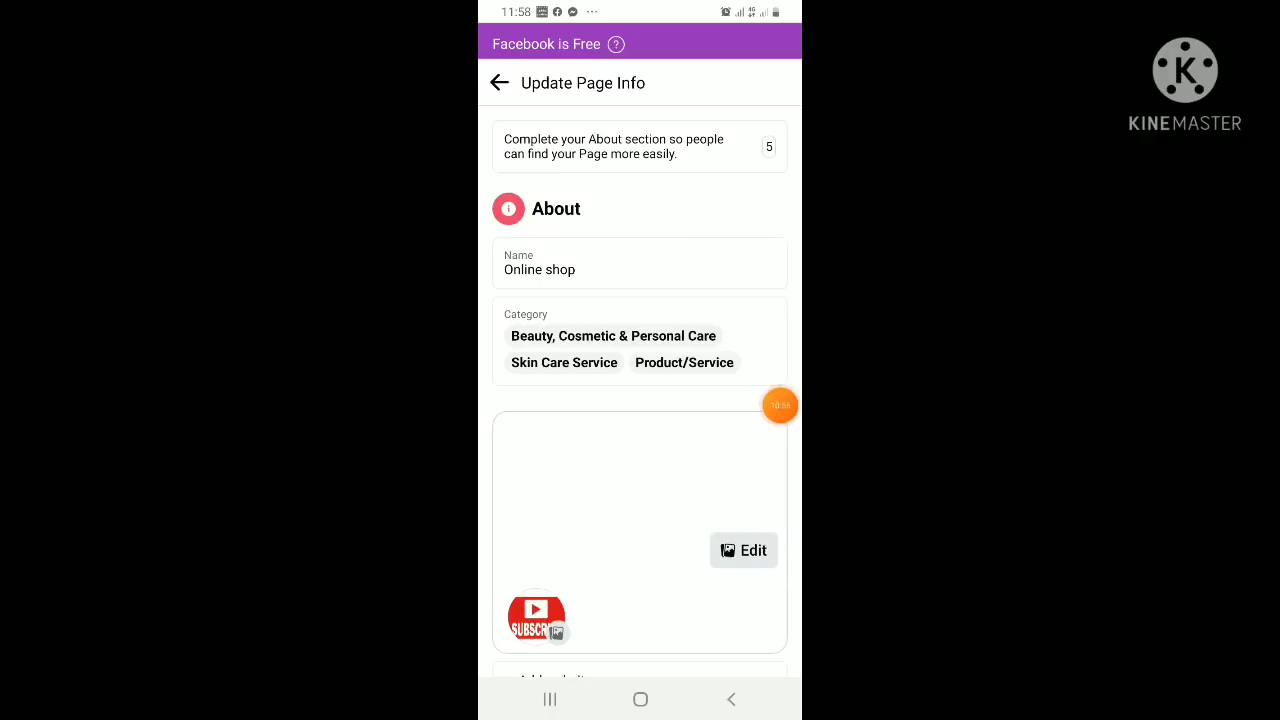 11:58
4G
Facebook is Free ?
Update Page Info
Complete your About section so people
can find your Page more easily.
5
About
Name
Online shop
Category
Beauty, Cosmetic & Personal Care
Skin Care Service Product/Service
Edit
K
KINEMASTER